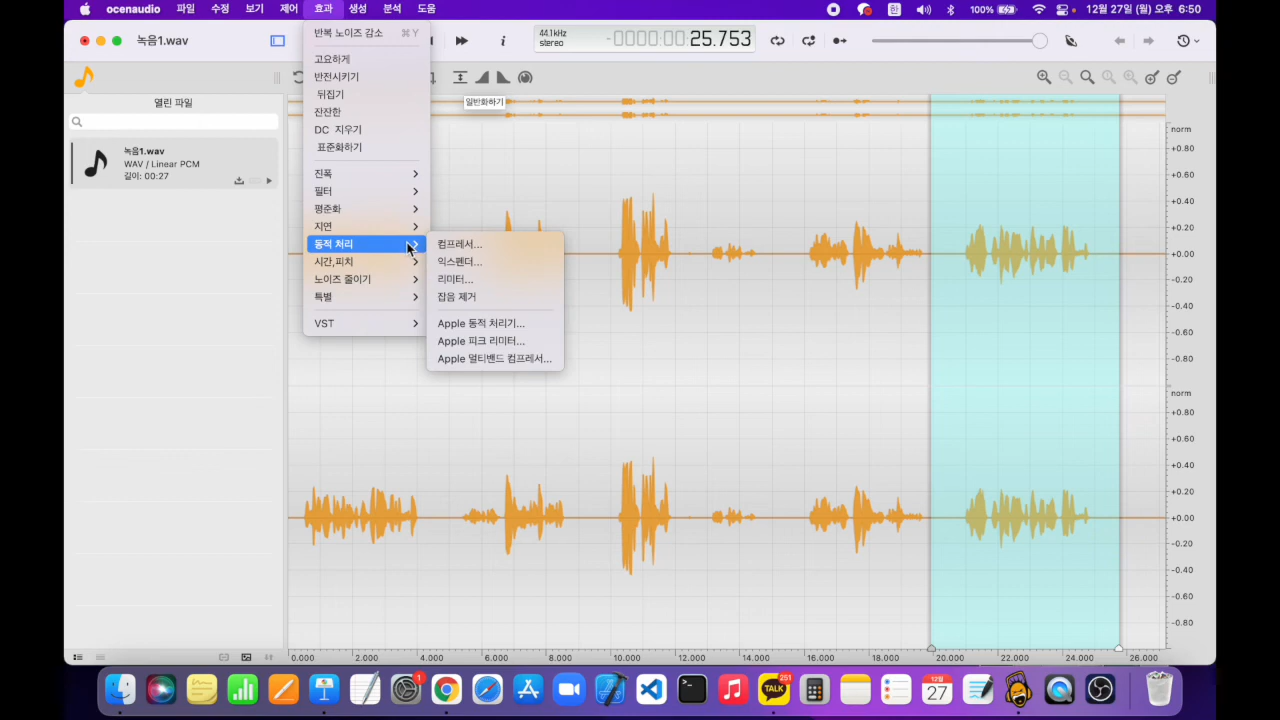 ocenaudio 파일 수정 보기 제어 효과 생성 분석 도움 한 100% 12월 27일 (월) 오후 6:50
녹음1.wav
44.1kHz
stereo
-0000:00:25.753
열린 파일
녹음1.wav
WAV / Linear PCM
길이: 00:27
반복 노이즈 감소 ⌘Y
고요하게
반전시키기
뒤집기
잔잔한
DC 지우기
표준화하기
진폭
필터
평준화
지연
동적 처리
시간,피치
노이즈 줄이기
특별
VST
컴프레서...
익스펜더...
리미터...
잡음 제거
Apple 동적 처리기...
Apple 피크 리미터...
Apple 멀티밴드 컴프레서...
일반화하기
norm
+0.80
+0.60
+0.40
+0.20
+0.00
-0.20
-0.40
-0.60
-0.80
norm
+0.80
+0.60
+0.40
+0.20
+0.00
-0.20
-0.40
-0.60
-0.80
0.000 2.000 4.000 6.000 8.000 10.000 12.000 14.000 16.000 18.000 20.000 22.000 24.000 26.000
1
TALK
251
12월
27